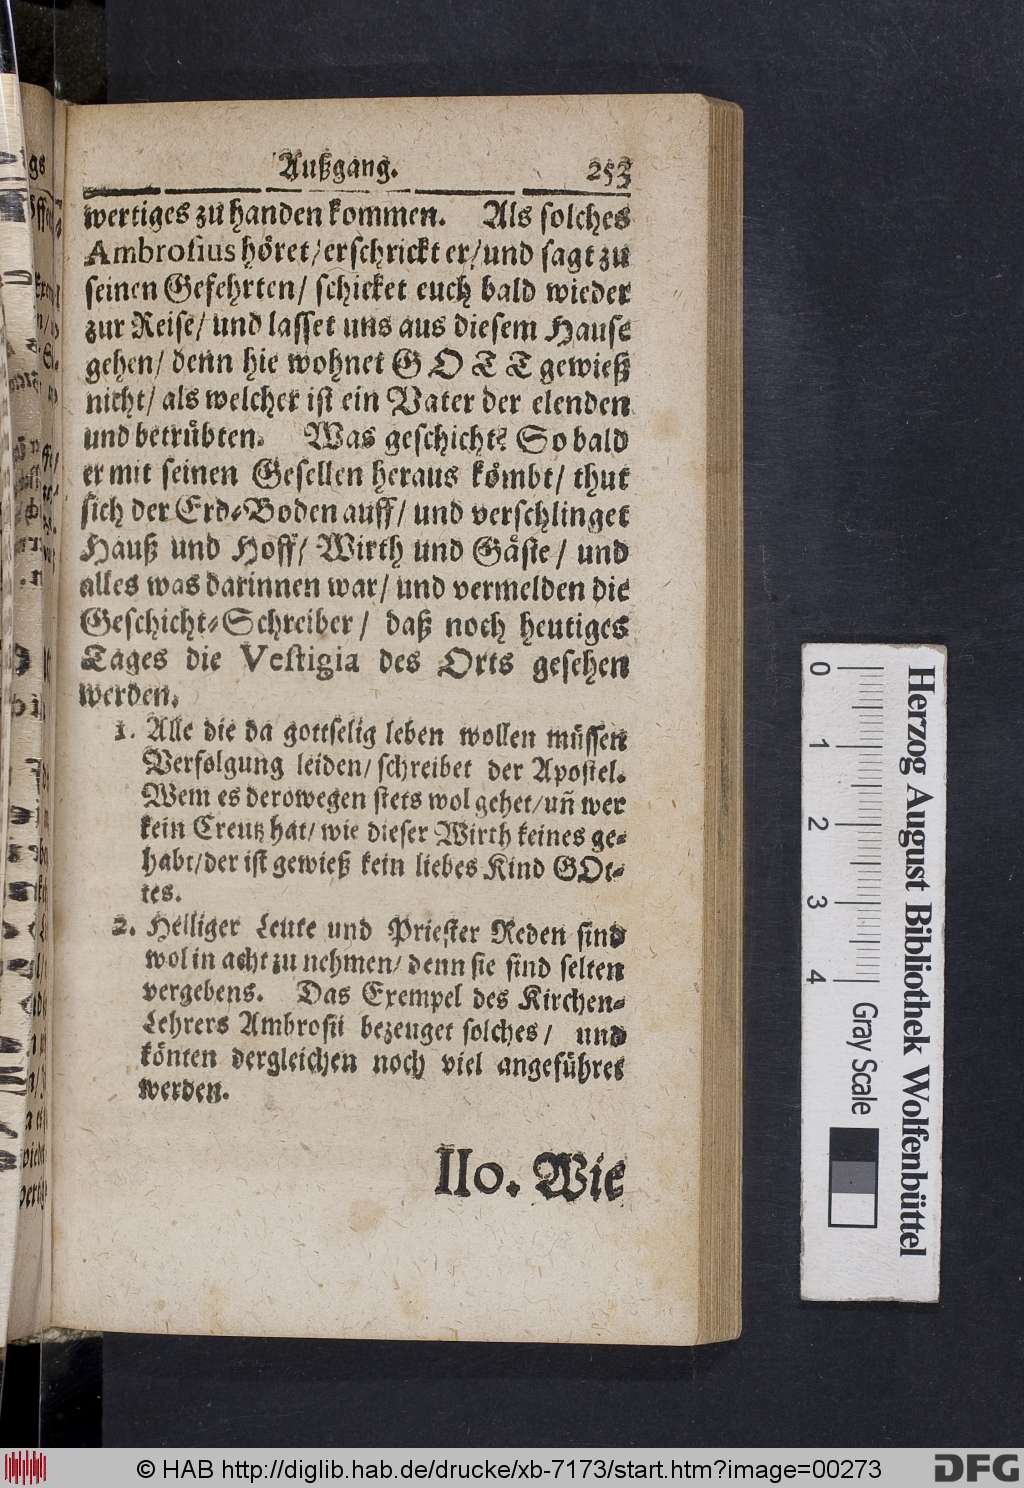 Außgang. 253
wertiges zu handen kommen. Als solches
Ambrosius höret/ erschrickt er/ und sagt zu
seinen Gefehrten/ schicket euch bald wieder
zur Reise/ und lasset uns aus diesem Hause
gehen/ denn hie wohnet GOTT gewieß
nicht/ als welcher ist ein Vater der elenden
und betrübten. Was geschicht? So bald
er mit seinen Gesellen heraus kömbt/ thut
sich der Erd-Boden auff/ und verschlinget
Hauß und Hoff/ Wirth und Gäste/ und
alles was darinnen war/ und vermelden die
Geschicht-Schreiber/ daß noch heutiges
Tages die Vestigia des Orts gesehen
werden.
1. Alle die da gottselig leben wollen müssen
Verfolgung leiden/ schreibet der Apostel.
Wem es derowegen stets wol gehet/ uñ wer
kein Creutz hat/ wie dieser Wirth keines ge-
habt/ der ist gewieß kein liebes Kind GOt-
tes.
2. Heiliger Leute und Priester Reden sind
wol in acht zu nehmen/ denn sie sind selten
vergebens. Das Exempel des Kirchen-
Lehrers Ambrosii bezeuget solches/ und
könten dergleichen noch viel angeführet
werden.
110. Wie
0 1 2 3 4
Gray Scale
Herzog August Bibliothek Wolfenbüttel
© HAB http://diglib.hab.de/drucke/xb-7173/start.htm?image=00273
DFG